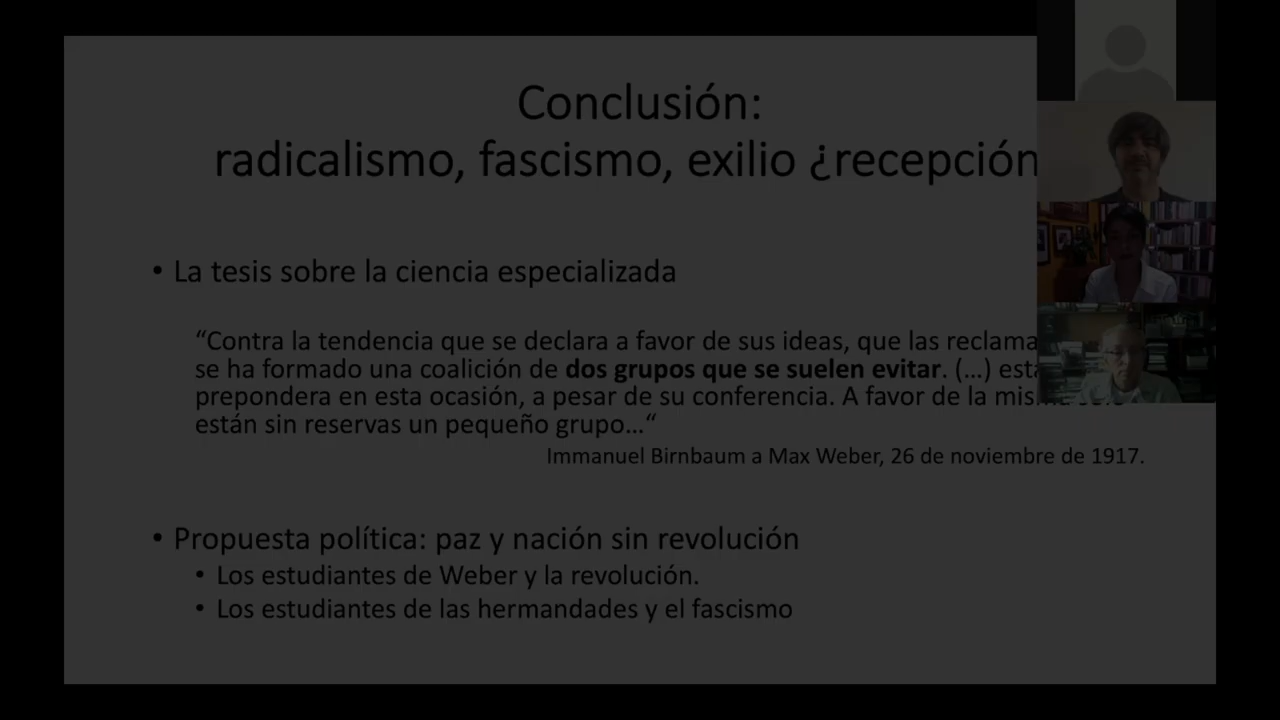 Conclusión:
radicalismo, fascismo, exilio ¿recepción
• La tesis sobre la ciencia especializada
“Contra la tendencia que se declara a favor de sus ideas, que las reclama
se ha formado una coalición de dos grupos que se suelen evitar. (…)
prepondera en esta ocasión, a pesar de su conferencia. A favor de la
están sin reservas un pequeño grupo…“
Immanuel Birnbaum a Max Weber, 26 de noviembre de 1917.
• Propuesta política: paz y nación sin revolución
• Los estudiantes de Weber y la revolución.
• Los estudiantes de las hermandades y el fascismo